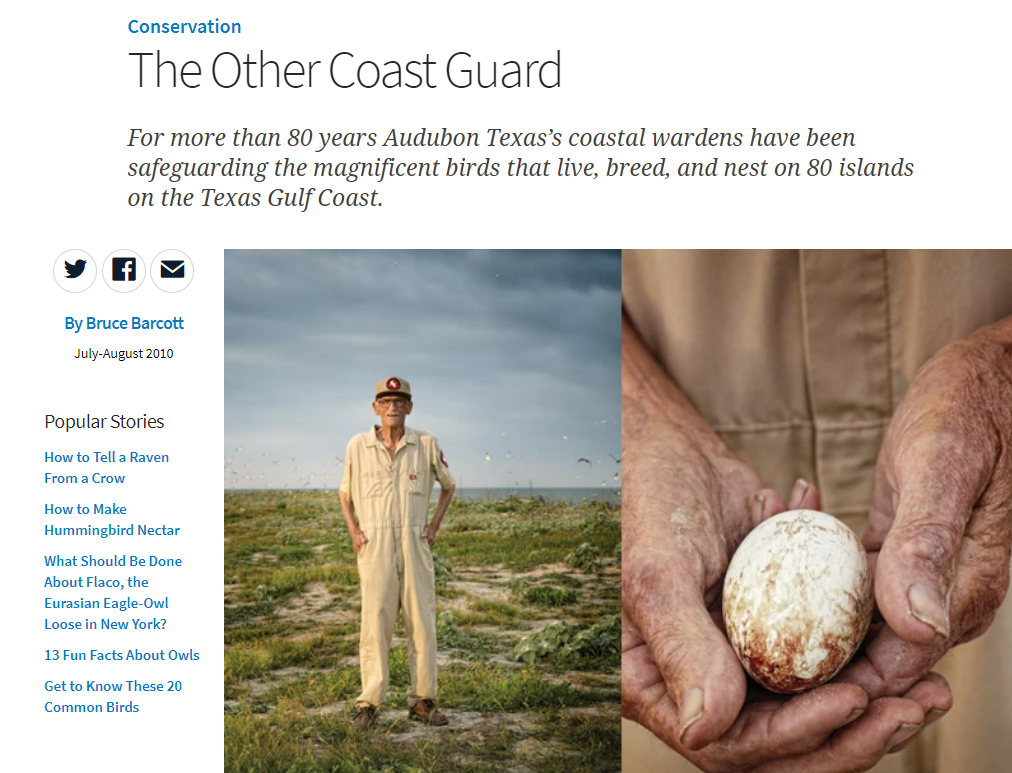 Conservation
The Other Coast Guard
For more than 80 years Audubon Texas’s coastal wardens have been
safeguarding the magnificent birds that live, breed, and nest on 80 islands
on the Texas Gulf Coast.
By Bruce Barcott
July-August 2010
Popular Stories
How to Tell a Raven
From a Crow
How to Make
Hummingbird Nectar
What Should Be Done
About Flaco, the
Eurasian Eagle-Owl
Loose in New York?
13 Fun Facts About Owls
Get to Know These 20
Common Birds